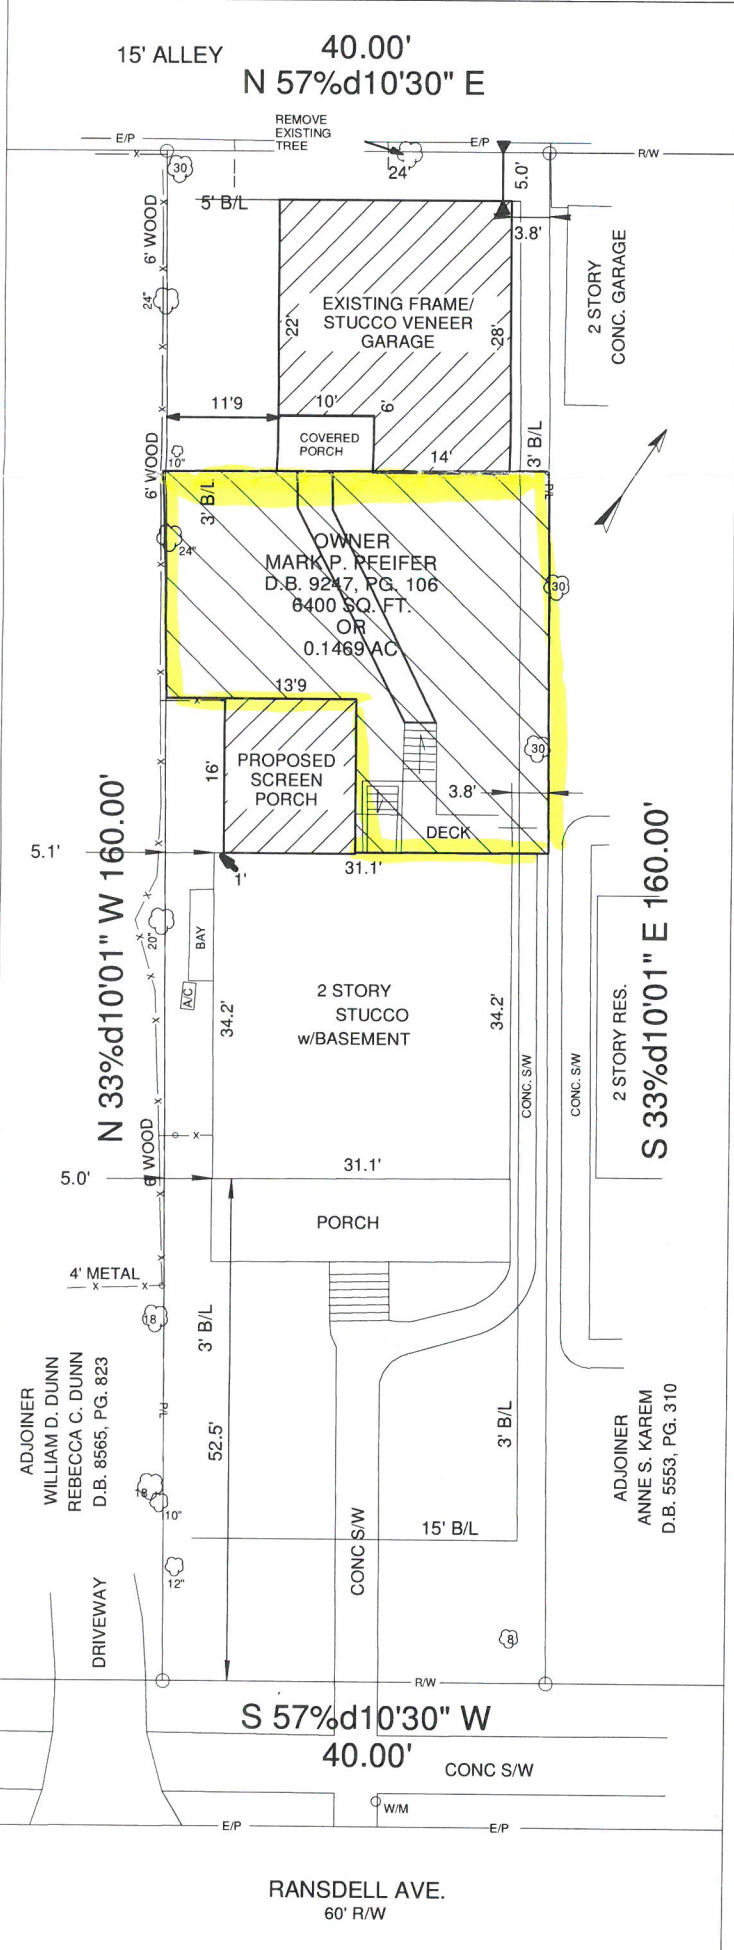 15' ALLEY
40.00'
N 57%d10'30" E
REMOVE
EXISTING
TREE
E/P
E/P
R/W
30
24'
5.0'
6' WOOD
5' B/L
3.8'
24"
22'
EXISTING FRAME/
STUCCO VENEER
GARAGE
28'
2 STORY
CONC. GARAGE
11'9
10'
6'
COVERED
PORCH
14'
3' B/L
6' WOOD
10"
3' B/L
P/L
24"
OWNER
MARK P. PFEIFER
D.B. 9247, PG. 106
6400 SQ. FT.
OR
0.1469 AC
30
13'9
30
16'
PROPOSED
SCREEN
PORCH
3.8'
DECK
5.1'
1'
31.1'
N 33%d10'01" W 160.00'
S 33%d10'01" E 160.00'
20"
BAY
A/C
34.2'
2 STORY
STUCCO
w/BASEMENT
34.2'
CONC. S/W
CONC. S/W
2 STORY RES.
6' WOOD
5.0'
31.1'
PORCH
4' METAL
18
3' B/L
ADJOINER
WILLIAM D. DUNN
REBECCA C. DUNN
D.B. 8565, PG. 823
P/L
52.5'
3' B/L
ADJOINER
ANNE S. KAREM
D.B. 5553, PG. 310
18
10"
12"
CONC S/W
15' B/L
DRIVEWAY
8
R/W
S 57%d10'30" W
40.00'
CONC S/W
W/M
E/P
E/P
RANSDELL AVE.
60' R/W